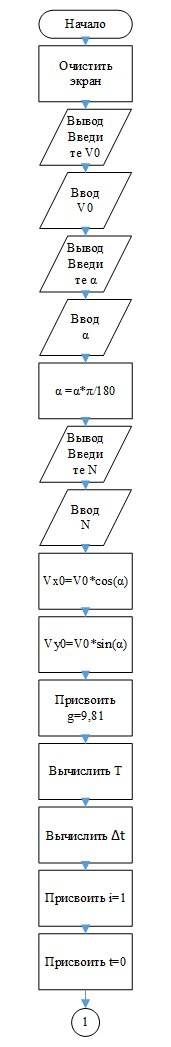 Начало
Очистить
экран
Вывод
Введи
те V0
Ввод
V0
Вывод
Введи
те α
Ввод
α
α =α*π/180
Вывод
Введи
те N
Ввод
N
Vx0=V0*cos(α)
Vy0=V0*sin(α)
Присвоить
g=9,81
Вычислить T
Вычислить Δt
Присвоить i=1
Присвоить t=0
1